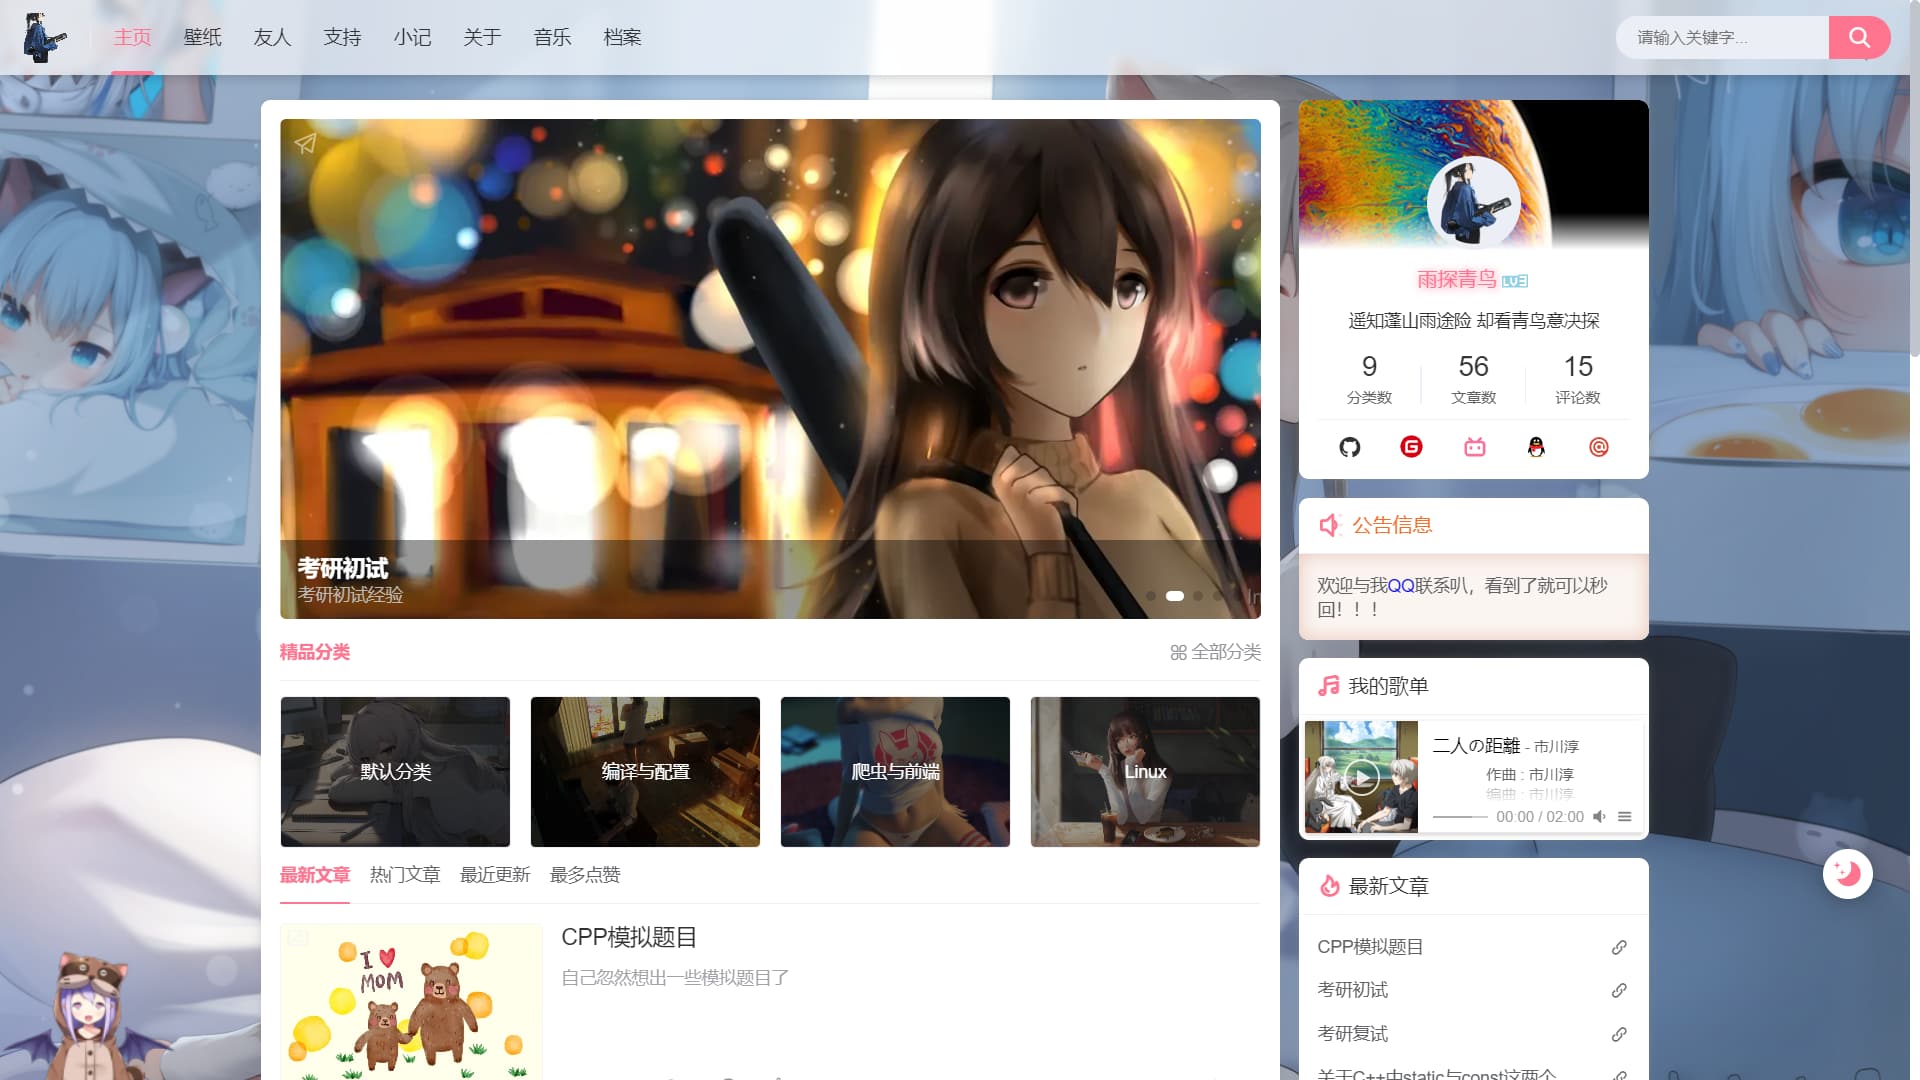 主页 壁纸 友人 支持 小记 关于 音乐 档案
请输入关键字...
考研初试
考研初试经验
精品分类
全部分类
默认分类
编译与配置
爬虫与前端
Linux
最新文章 热门文章 最近更新 最多点赞
I
MOM
CPP模拟题目
自己忽然想出一些模拟题目了
雨探青鸟 LV3
遥知蓬山雨途险 却看青鸟意决探
9 56 15
分类数 文章数 评论数
公告信息
欢迎与我QQ联系叭，看到了就可以秒
回！！！
我的歌单
二人の距離 - 市川淳
作曲 : 市川淳
编曲 : 市川淳
00:00 / 02:00
最新文章
CPP模拟题目
考研初试
考研复试
关于C++中static与const这两个